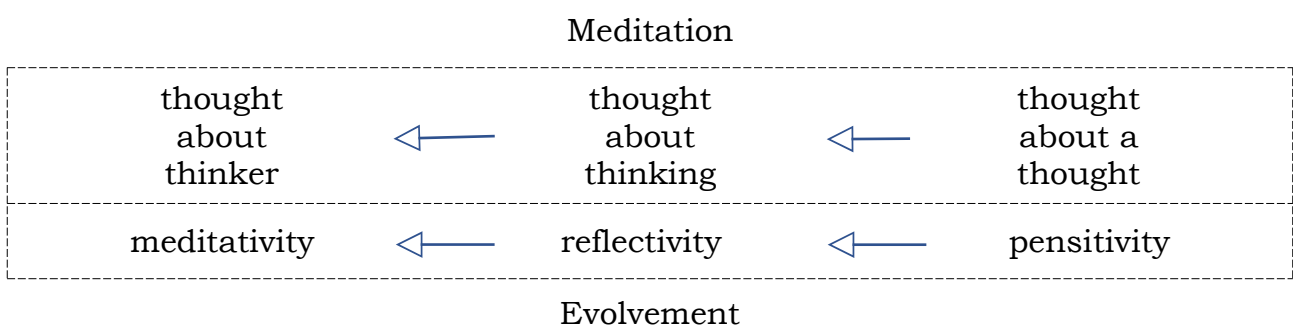 Meditation
thought thought thought
about about about a
thinker thinking thought
meditativity reflectivity pensitivity
Evolvement